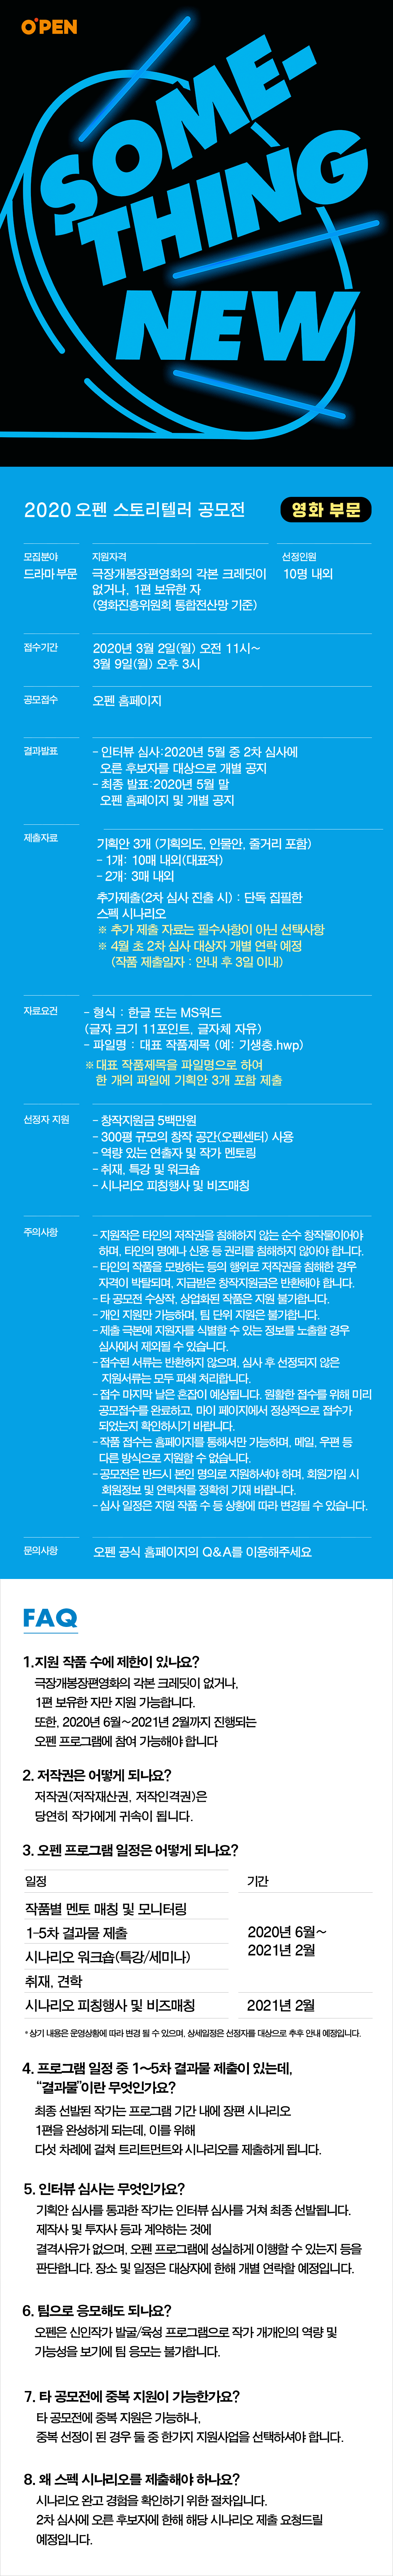 O'PEN
SOME-
THING
NEW
2020 오펜 스토리텔러 공모전
영화 부문
모집분야
드라마 부문
지원자격
극장개봉장편영화의 각본 크레딧이
없거나, 1편 보유한 자
(영화진흥위원회 통합전산망 기준)
선정인원
10명 내외
접수기간
2020년 3월 2일(월) 오전 11시~
3월 9일(월) 오후 3시
공모접수
오펜 홈페이지
결과발표
- 인터뷰 심사:2020년 5월 중 2차 심사에
오른 후보자를 대상으로 개별 공지
- 최종 발표:2020년 5월 말
오펜 홈페이지 및 개별 공지
제출자료
기획안 3개 (기획의도, 인물안, 줄거리 포함)
- 1개: 10매 내외(대표작)
- 2개: 3매 내외
추가제출(2차 심사 진출 시) : 단독 집필한
스펙 시나리오
※ 추가 제출 자료는 필수사항이 아닌 선택사항
※ 4월 초 2차 심사 대상자 개별 연락 예정
(작품 제출일자 : 안내 후 3일 이내)
자료요건
- 형식 : 한글 또는 MS워드
(글자 크기 11포인트, 글자체 자유)
- 파일명 : 대표 작품제목 (예: 기생충.hwp)
※ 대표 작품제목을 파일명으로 하여
한 개의 파일에 기획안 3개 포함 제출
선정자 지원
- 창작지원금 5백만원
- 300평 규모의 창작 공간(오펜센터) 사용
- 역량 있는 연출자 및 작가 멘토링
- 취재, 특강 및 워크숍
- 시나리오 피칭행사 및 비즈매칭
주의사항
- 지원작은 타인의 저작권을 침해하지 않는 순수 창작물이어야
하며, 타인의 명예나 신용 등 권리를 침해하지 않아야 합니다.
- 타인의 작품을 모방하는 등의 행위로 저작권을 침해한 경우
자격이 박탈되며, 지급받은 창작지원금은 반환해야 합니다.
- 타 공모전 수상작, 상업화된 작품은 지원 불가합니다.
- 개인 지원만 가능하며, 팀 단위 지원은 불가합니다.
- 제출 극본에 지원자를 식별할 수 있는 정보를 노출할 경우
심사에서 제외될 수 있습니다.
- 접수된 서류는 반환하지 않으며, 심사 후 선정되지 않은
지원서류는 모두 파쇄 처리합니다.
- 접수 마지막 날은 혼잡이 예상됩니다. 원활한 접수를 위해 미리
공모접수를 완료하고, 마이 페이지에서 정상적으로 접수가
되었는지 확인하시기 바랍니다.
- 작품 접수는 홈페이지를 통해서만 가능하며, 메일, 우편 등
다른 방식으로 지원할 수 없습니다.
- 공모전은 반드시 본인 명의로 지원하셔야 하며, 회원가입 시
회원정보 및 연락처를 정확히 기재 바랍니다.
- 심사 일정은 지원 작품 수 등 상황에 따라 변경될 수 있습니다.
문의사항
오펜 공식 홈페이지의 Q&A를 이용해주세요
FAQ
1.지원 작품 수에 제한이 있나요?
극장개봉장편영화의 각본 크레딧이 없거나,
1편 보유한 자만 지원 가능합니다.
또한, 2020년 6월~2021년 2월까지 진행되는
오펜 프로그램에 참여 가능해야 합니다
2. 저작권은 어떻게 되나요?
저작권(저작재산권, 저작인격권)은
당연히 작가에게 귀속이 됩니다.
3. 오펜 프로그램 일정은 어떻게 되나요?
일정
기간
작품별 멘토 매칭 및 모니터링
1-5차 결과물 제출
시나리오 워크숍(특강/세미나)
취재, 견학
2020년 6월~
2021년 2월
시나리오 피칭행사 및 비즈매칭
2021년 2월
* 상기 내용은 운영상황에 따라 변경 될 수 있으며, 상세일정은 선정자를 대상으로 추후 안내 예정입니다.
4. 프로그램 일정 중 1~5차 결과물 제출이 있는데,
“결과물”이란 무엇인가요?
최종 선발된 작가는 프로그램 기간 내에 장편 시나리오
1편을 완성하게 되는데, 이를 위해
다섯 차례에 걸쳐 트리트먼트와 시나리오를 제출하게 됩니다.
5. 인터뷰 심사는 무엇인가요?
기획안 심사를 통과한 작가는 인터뷰 심사를 거쳐 최종 선발됩니다.
제작사 및 투자사 등과 계약하는 것에
결격사유가 없으며, 오펜 프로그램에 성실하게 이행할 수 있는지 등을
판단합니다. 장소 및 일정은 대상자에 한해 개별 연락할 예정입니다.
6. 팀으로 응모해도 되나요?
오펜은 신인작가 발굴/육성 프로그램으로 작가 개개인의 역량 및
가능성을 보기에 팀 응모는 불가합니다.
7. 타 공모전에 중복 지원이 가능한가요?
타 공모전에 중복 지원은 가능하나,
중복 선정이 된 경우 둘 중 한가지 지원사업을 선택하셔야 합니다.
8. 왜 스펙 시나리오를 제출해야 하나요?
시나리오 완고 경험을 확인하기 위한 절차입니다.
2차 심사에 오른 후보자에 한해 해당 시나리오 제출 요청드릴
예정입니다.